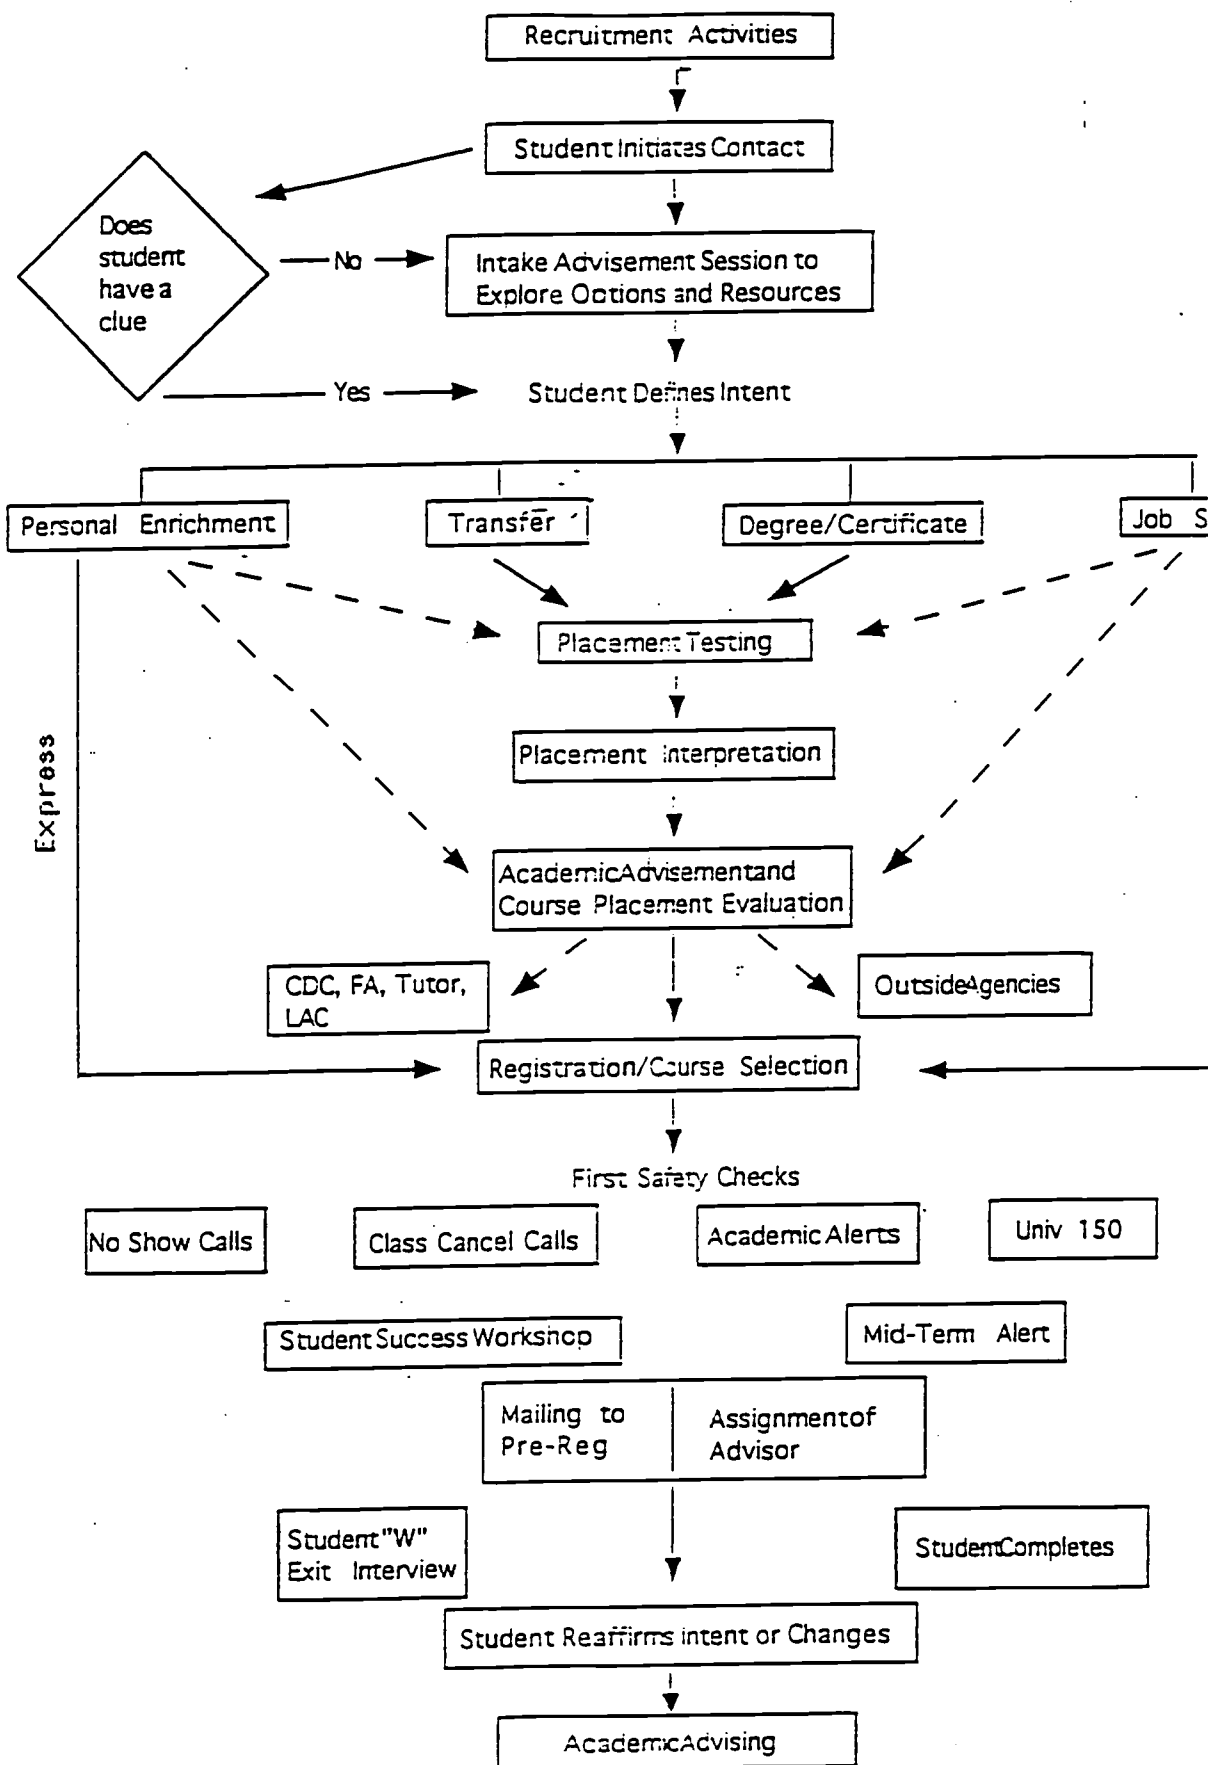 Recruitment Activities
Student Initiates Contact
Does
student
have a
clue
No
Intake Advisement Session to
Explore Options and Resources
Yes
Student Defines Intent
Personal Enrichment
Transfer
Degree/Certificate
Job S
Placement Testing
Placement Interpretation
Express
Academic Advisement and
Course Placement Evaluation
CDC, FA, Tutor,
LAC
Outside Agencies
Registration/Course Selection
First Safety Checks
No Show Calls
Class Cancel Calls
Academic Alerts
Univ 150
Student Success Workshop
Mid-Term Alert
Mailing to
Pre-Reg
Assignment of
Advisor
Student "W"
Exit Interview
Student Completes
Student Reaffirms Intent or Changes
Academic Advising